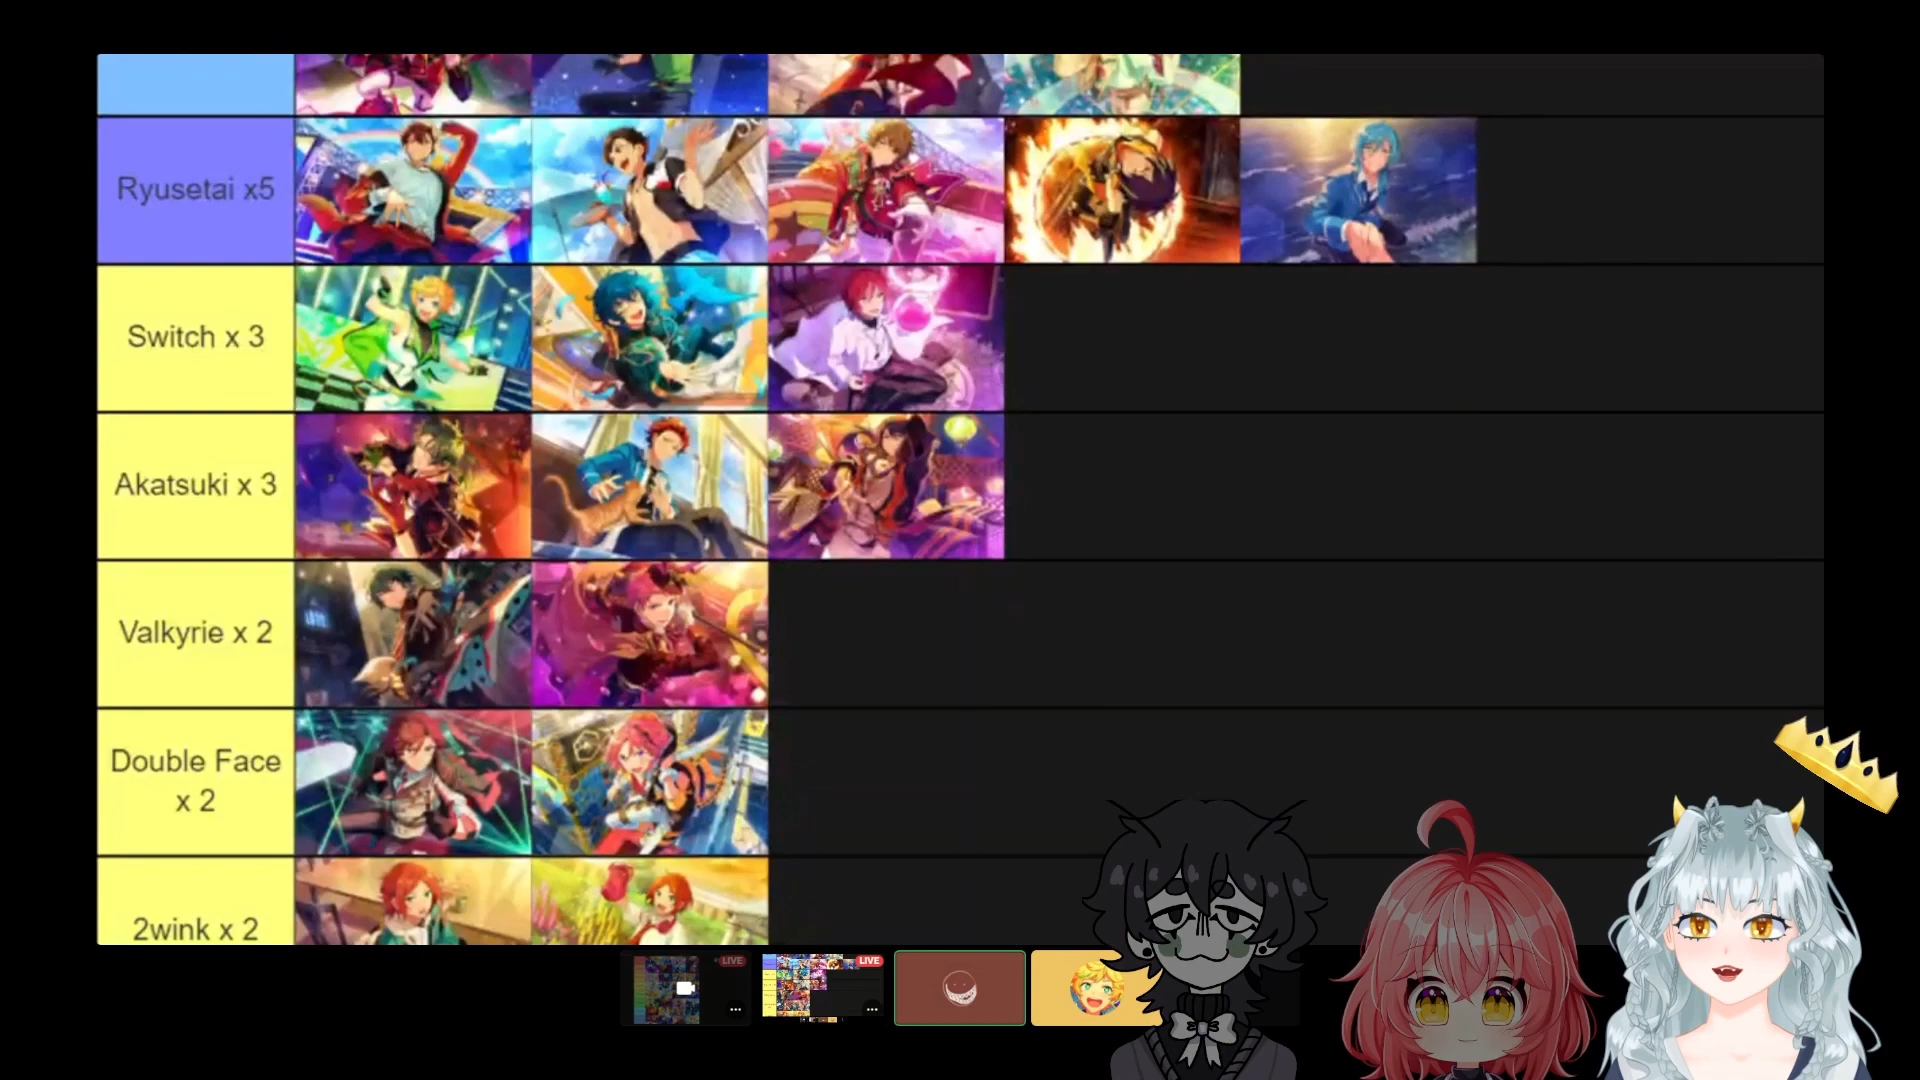 Ryusetai x5
Switch x 3
Akatsuki x 3
Valkyrie x 2
Double Face
x 2
2wink x 2
LIVE
LIVE